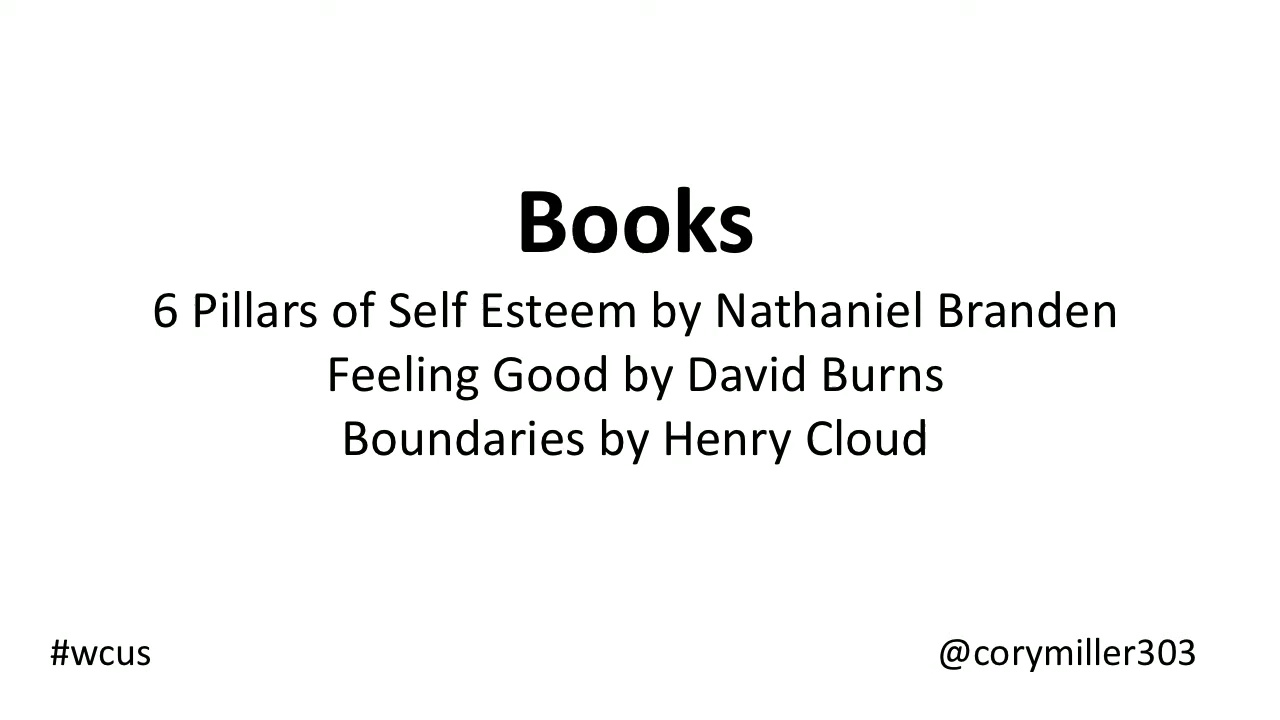 Books
6 Pillars of Self Esteem by Nathaniel Branden
Feeling Good by David Burns
Boundaries by Henry Cloud
#wcus
@corymiller303